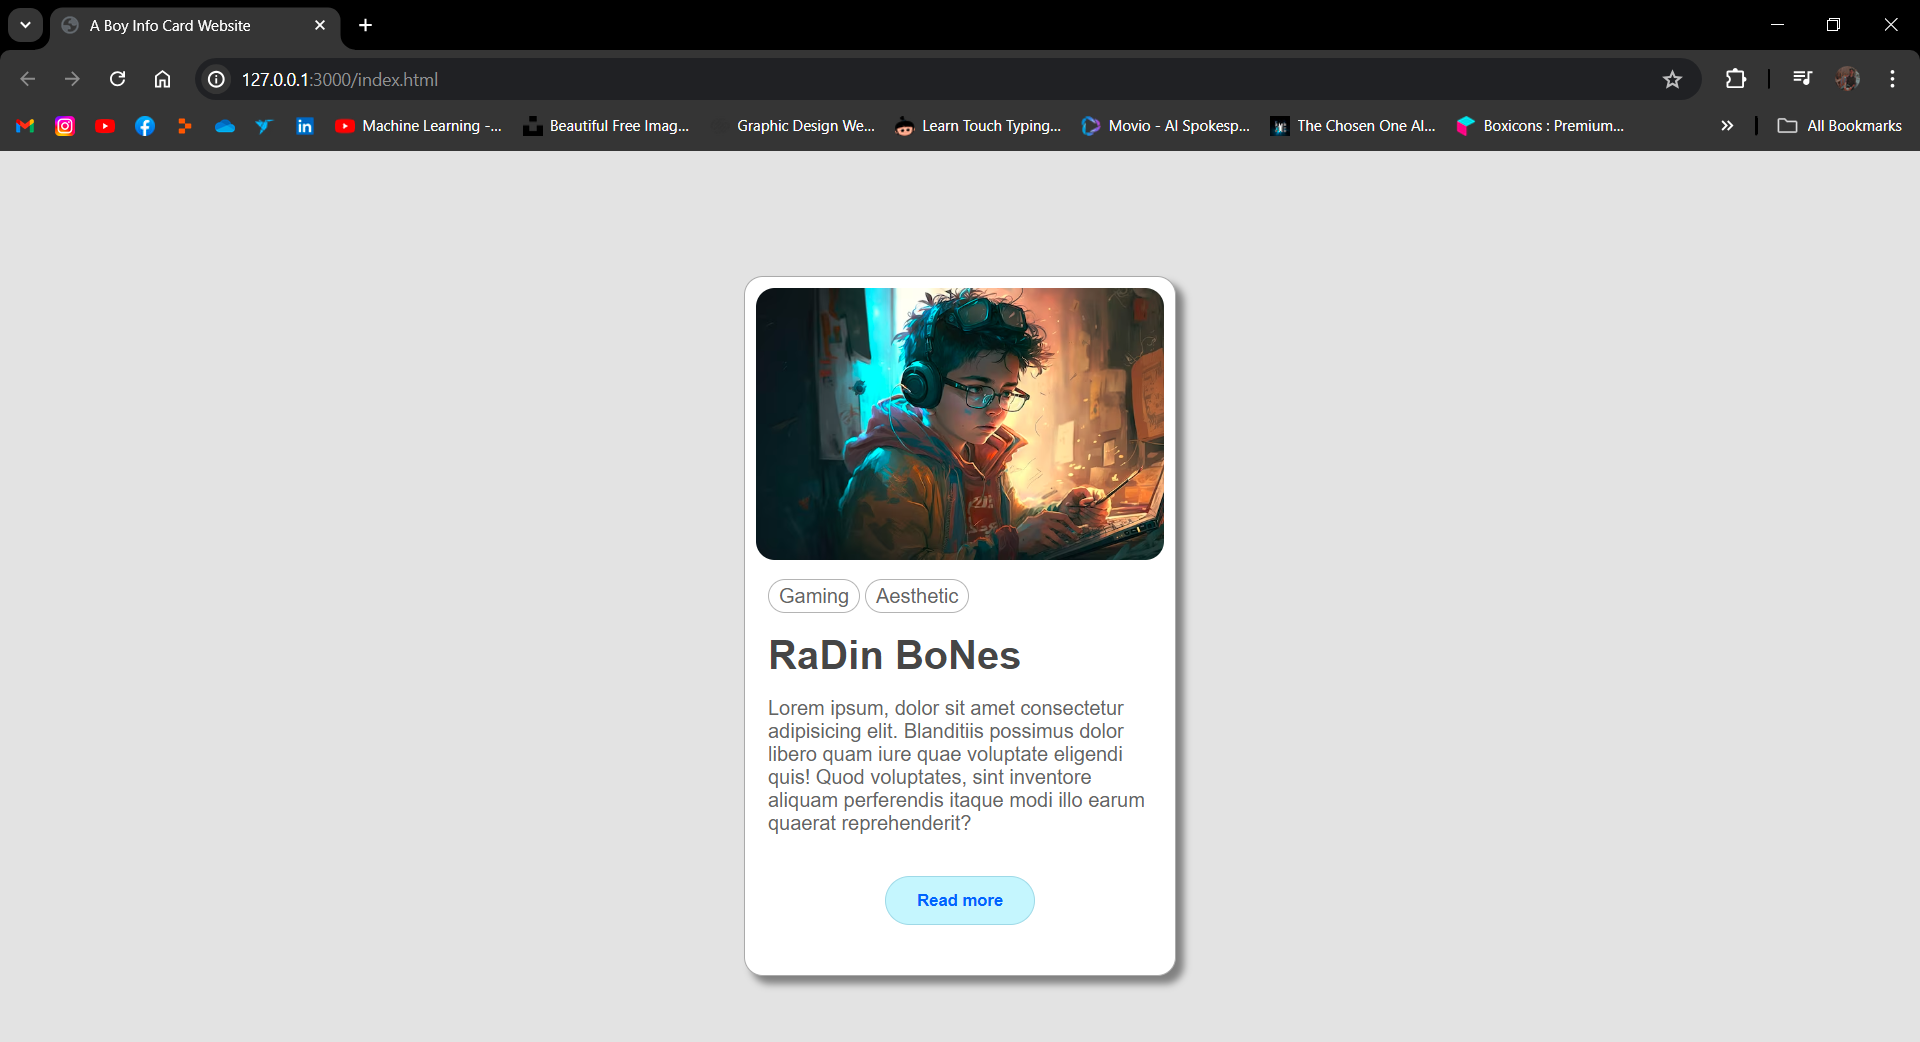 A Boy Info Card Website
127.0.0.1:3000/index.html
Machine Learning -...
Beautiful Free Imag...
Graphic Design We...
Learn Touch Typing...
Movio - AI Spokesp...
The Chosen One AI...
Boxicons : Premium...
All Bookmarks
Gaming
Aesthetic
RaDin BoNes
Lorem ipsum, dolor sit amet consectetur
adipisicing elit. Blanditiis possimus dolor
libero quam iure quae voluptate eligendi
quis! Quod voluptates, sint inventore
aliquam perferendis itaque modi illo earum
quaerat reprehenderit?
Read more